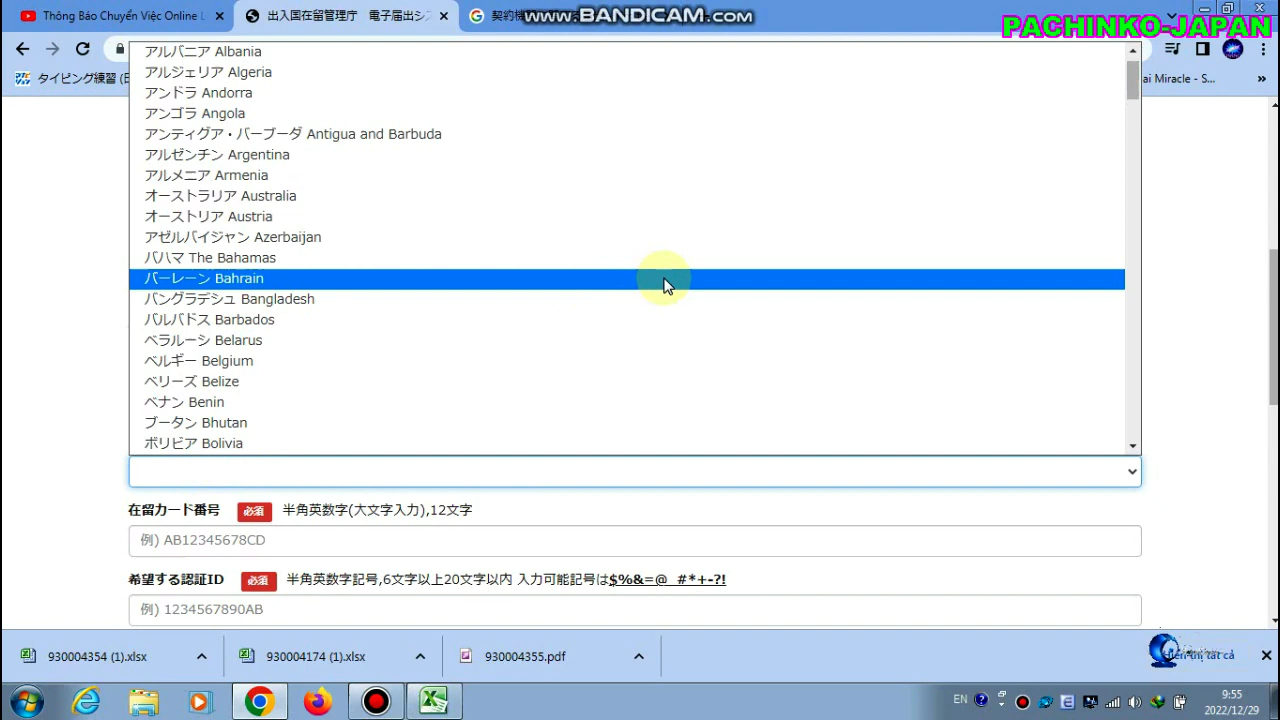 Thông Báo Chuyển Việc Online
出入国在留管理庁 電子届出シス
契約機
WWW.BANDICAM.COM
PACHINKO-JAPAN
タイピング練習
ai Miracle - S...
アルバニア Albania
アルジェリア Algeria
アンドラ Andorra
アンゴラ Angola
アンティグア・バーブーダ Antigua and Barbuda
アルゼンチン Argentina
アルメニア Armenia
オーストラリア Australia
オーストリア Austria
アゼルバイジャン Azerbaijan
バハマ The Bahamas
バーレーン Bahrain
バングラデシュ Bangladesh
バルバドス Barbados
ベラルーシ Belarus
ベルギー Belgium
ベリーズ Belize
ベナン Benin
ブータン Bhutan
ボリビア Bolivia
在留カード番号 必須 半角英数字(大文字入力),12文字
例) AB12345678CD
希望する認証ID 必須 半角英数字記号,6文字以上20文字以内 入力可能記号は$%&=@_#*+-?!
例) 1234567890AB
930004354 (1).xlsx
930004174 (1).xlsx
930004355.pdf
Hiển thị tất cả
EN
9:55
2022/12/29